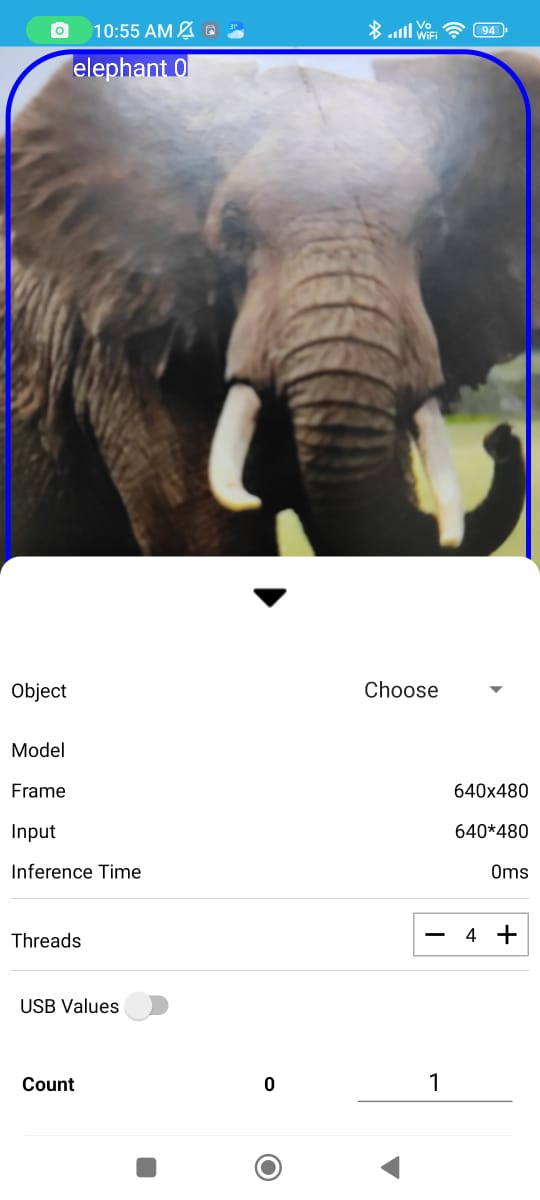 10:55 AM
3°
Vo
WiFi
94
elephant 0
Object Choose
Model
Frame 640x480
Input 640*480
Inference Time 0ms
Threads 4
USB Values
Count 0 1